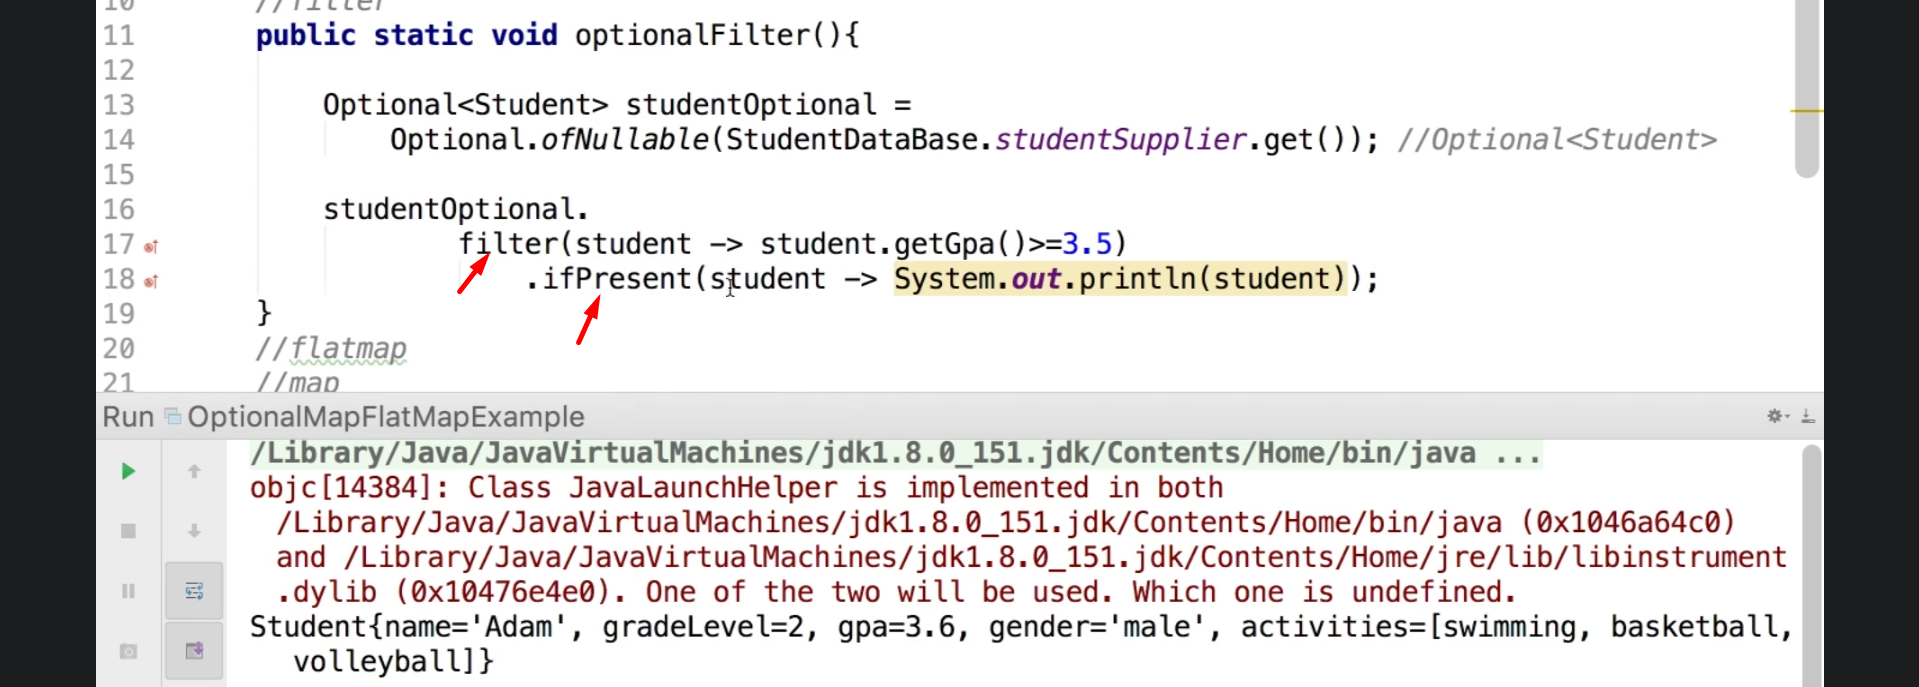 10 //filter
11 public static void optionalFilter(){
12
13 Optional<Student> studentOptional =
14 Optional.ofNullable(StudentDataBase.studentSupplier.get()); //Optional<Student>
15
16 studentOptional.
17 filter(student -> student.getGpa()>=3.5)
18 .ifPresent(student -> System.out.println(student));
19 }
20 //flatmap
21 //map
Run OptionalMapFlatMapExample
/Library/Java/JavaVirtualMachines/jdk1.8.0_151.jdk/Contents/Home/bin/java ...
objc[14384]: Class JavaLaunchHelper is implemented in both
/Library/Java/JavaVirtualMachines/jdk1.8.0_151.jdk/Contents/Home/bin/java (0x1046a64c0)
and /Library/Java/JavaVirtualMachines/jdk1.8.0_151.jdk/Contents/Home/jre/lib/libinstrument
.dylib (0x10476e4e0). One of the two will be used. Which one is undefined.
Student{name='Adam', gradeLevel=2, gpa=3.6, gender='male', activities=[swimming, basketball,
volleyball]}